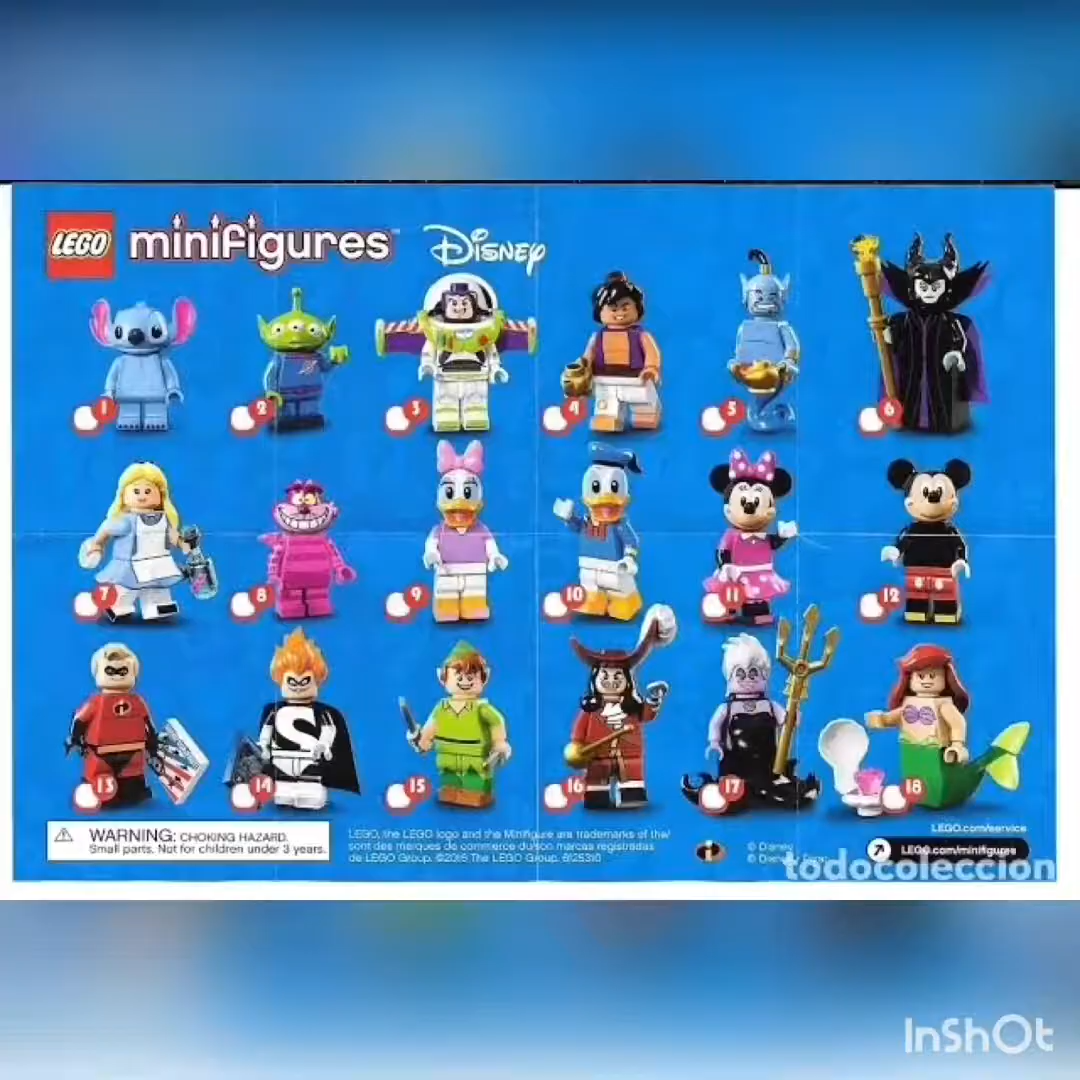 LEGO minifigures Disney
1
2
3
4
5
6
7
8
9
10
11
12
13
14
15
16
17
18
WARNING: CHOKING HAZARD.
Small parts. Not for children under 3 years.
LEGO, the LEGO logo and the Minifigure are trademarks of the/
sont des marques de commerce du/son marcas registradas
de LEGO Group. ©2016 The LEGO Group. 6125310
© Disney
LEGO.com/service
LEGO.com/minifigures
todocoleccion
InShOt